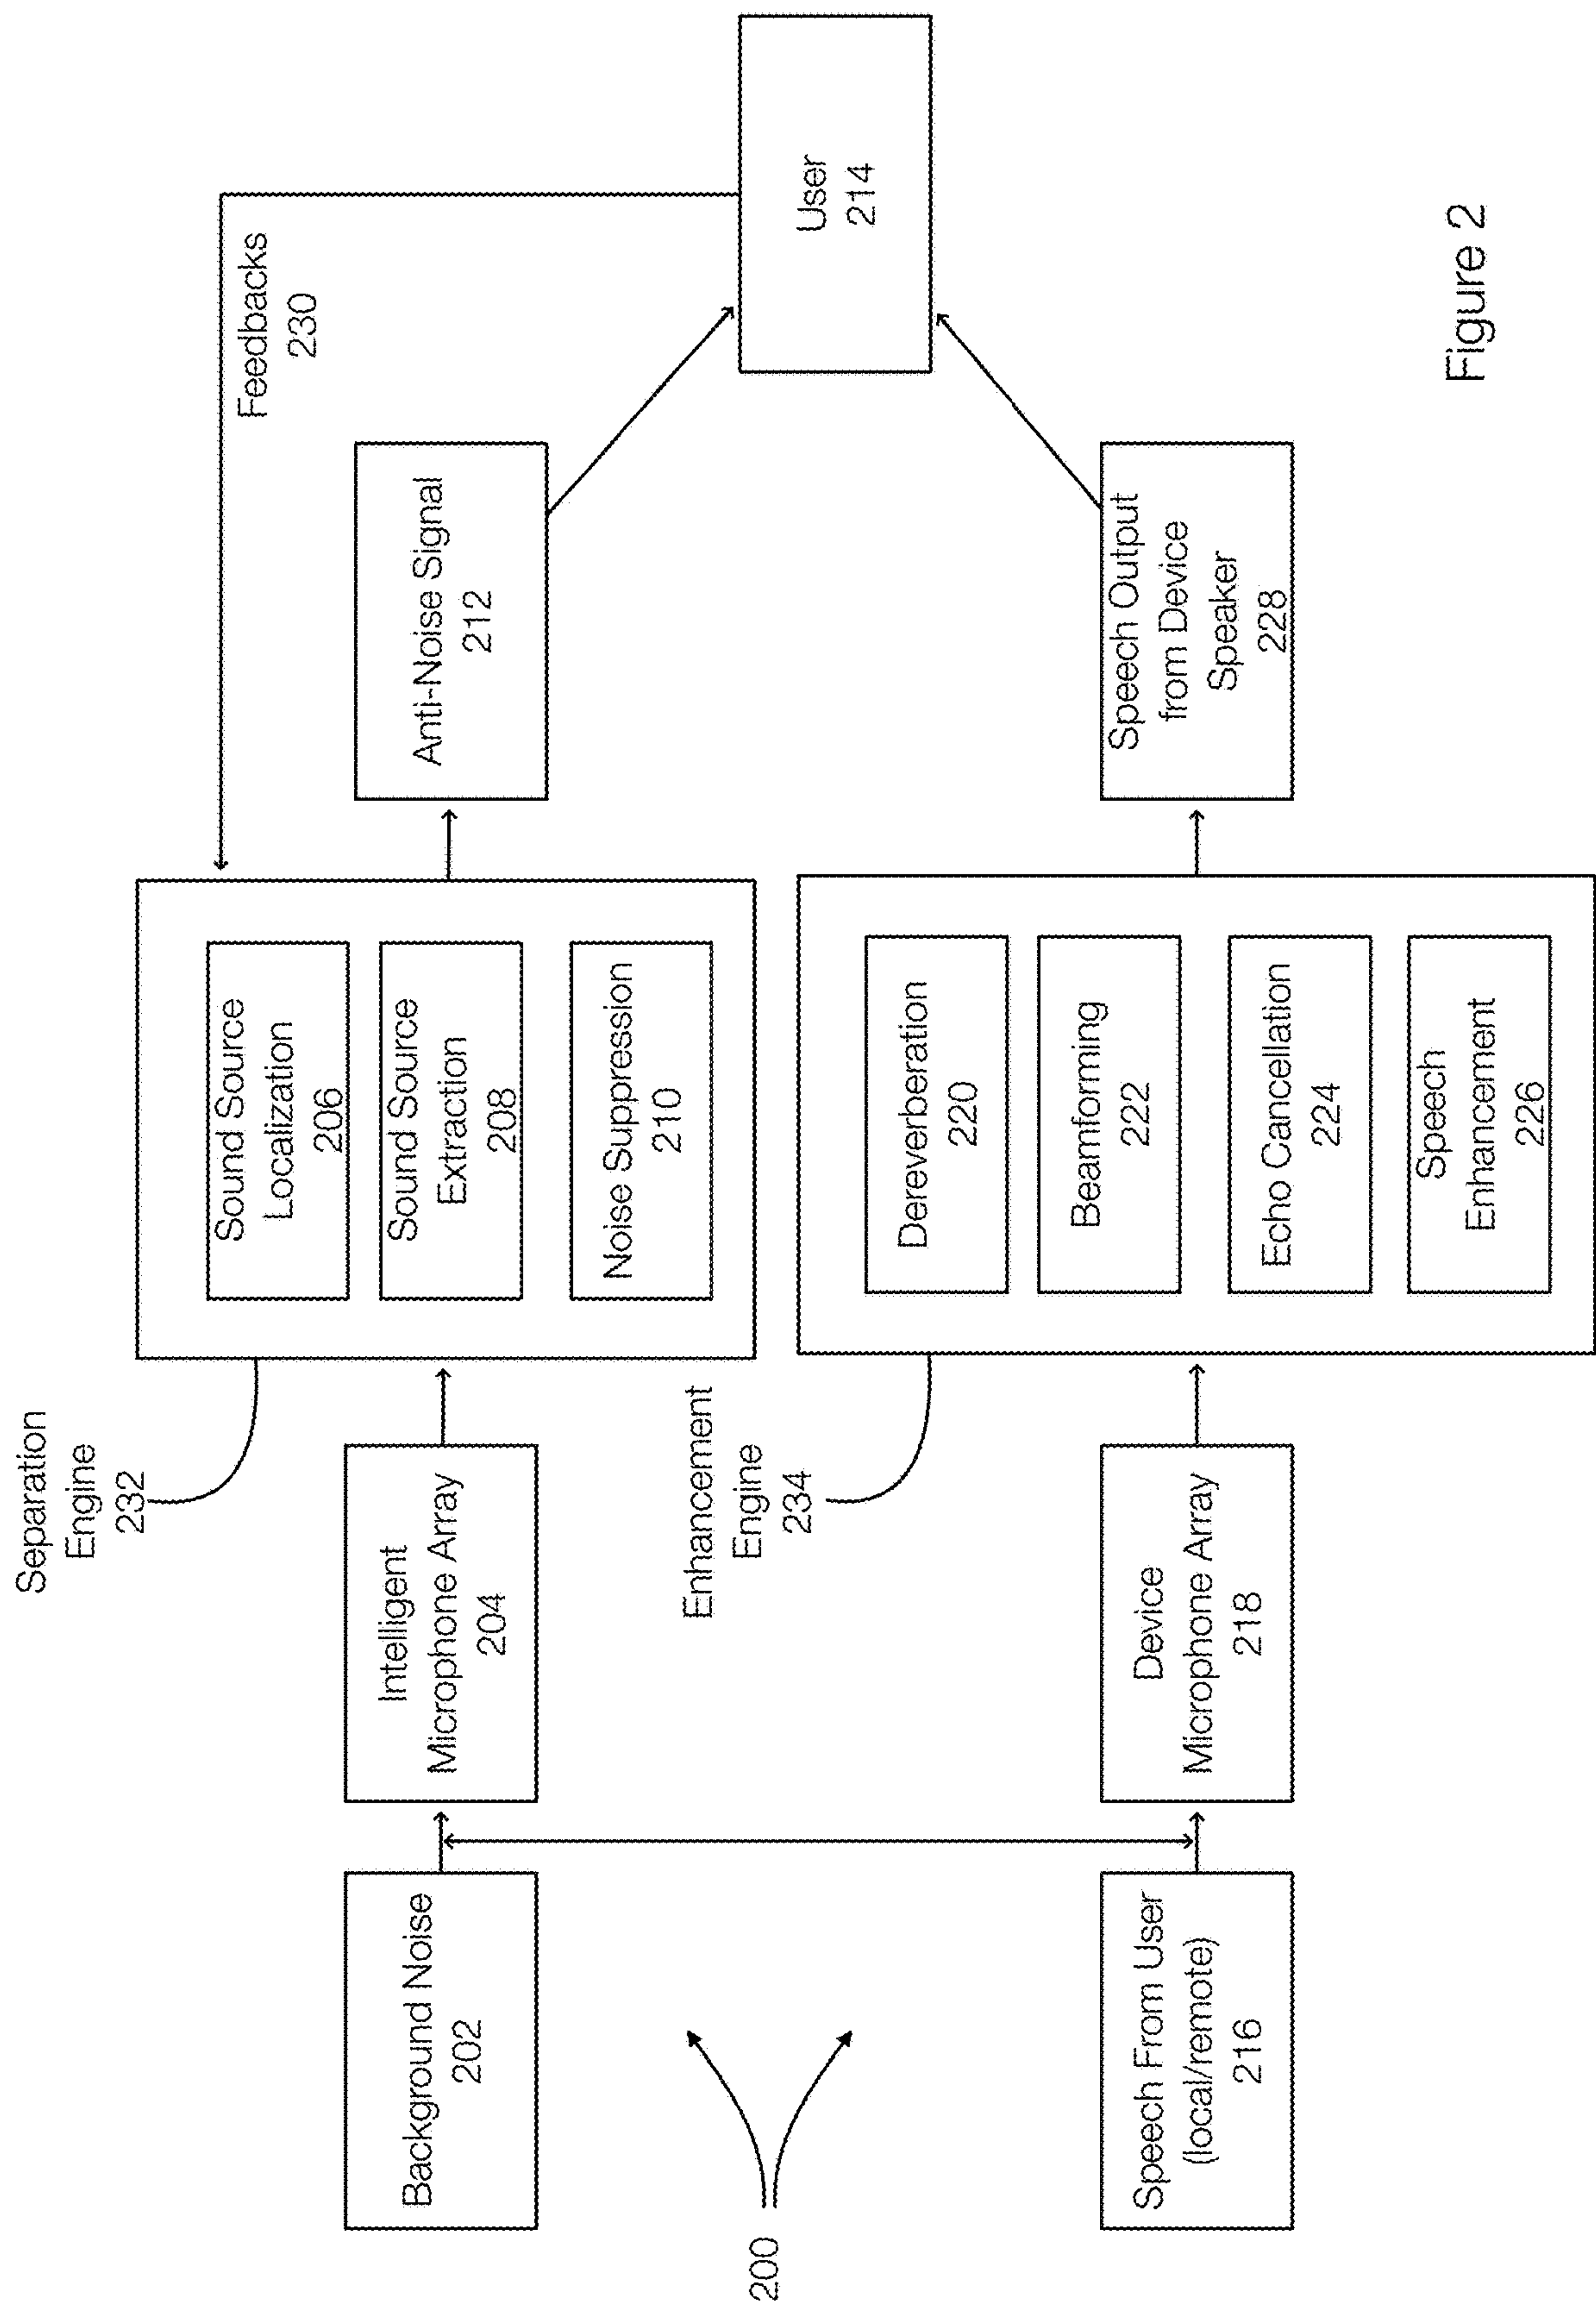 Separation
Engine
232
Feedbacks
230
Sound Source
Localization
206
Sound Source
Extraction
208
Noise Suppression
210
Background Noise
202
Intelligent
Microphone Array
204
Anti-Noise Signal
212
User
214
200
Enhancement
Engine
234
Dereverberation
220
Beamforming
222
Echo Cancellation
224
Speech
Enhancement
226
Speech From User
(local/remote)
216
Device
Microphone Array
218
Speech Output
from Device
Speaker
228
Figure 2